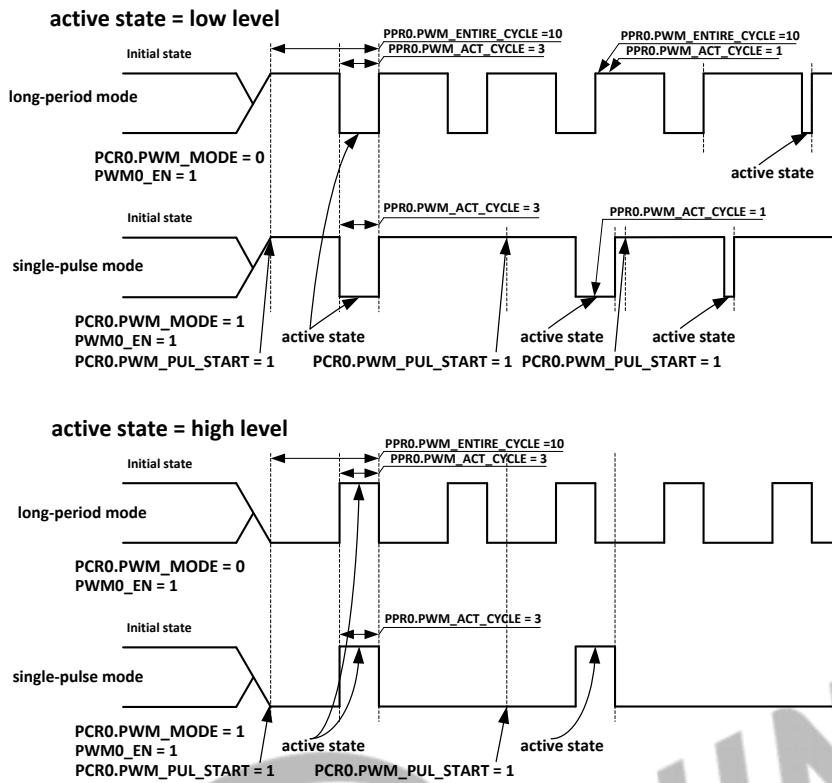 active state = low level
PPR0.PWM_ENTIRE_CYCLE =10
PPR0.PWM_ACT_CYCLE = 3
PPR0.PWM_ENTIRE_CYCLE =10
PPR0.PWM_ACT_CYCLE = 1
Initial state
long-period mode
PCR0.PWM_MODE = 0
PWM0_EN = 1
active state
Initial state
PPR0.PWM_ACT_CYCLE = 3
PPR0.PWM_ACT_CYCLE = 1
single-pulse mode
PCR0.PWM_MODE = 1
PWM0_EN = 1
PCR0.PWM_PUL_START = 1
active state
active state
active state
PCR0.PWM_PUL_START = 1
PCR0.PWM_PUL_START = 1
active state = high level
PPR0.PWM_ENTIRE_CYCLE =10
PPR0.PWM_ACT_CYCLE = 3
Initial state
long-period mode
PCR0.PWM_MODE = 0
PWM0_EN = 1
Initial state
PPR0.PWM_ACT_CYCLE = 3
single-pulse mode
PCR0.PWM_MODE = 1
PWM0_EN = 1
PCR0.PWM_PUL_START = 1
active state
active state
PCR0.PWM_PUL_START = 1